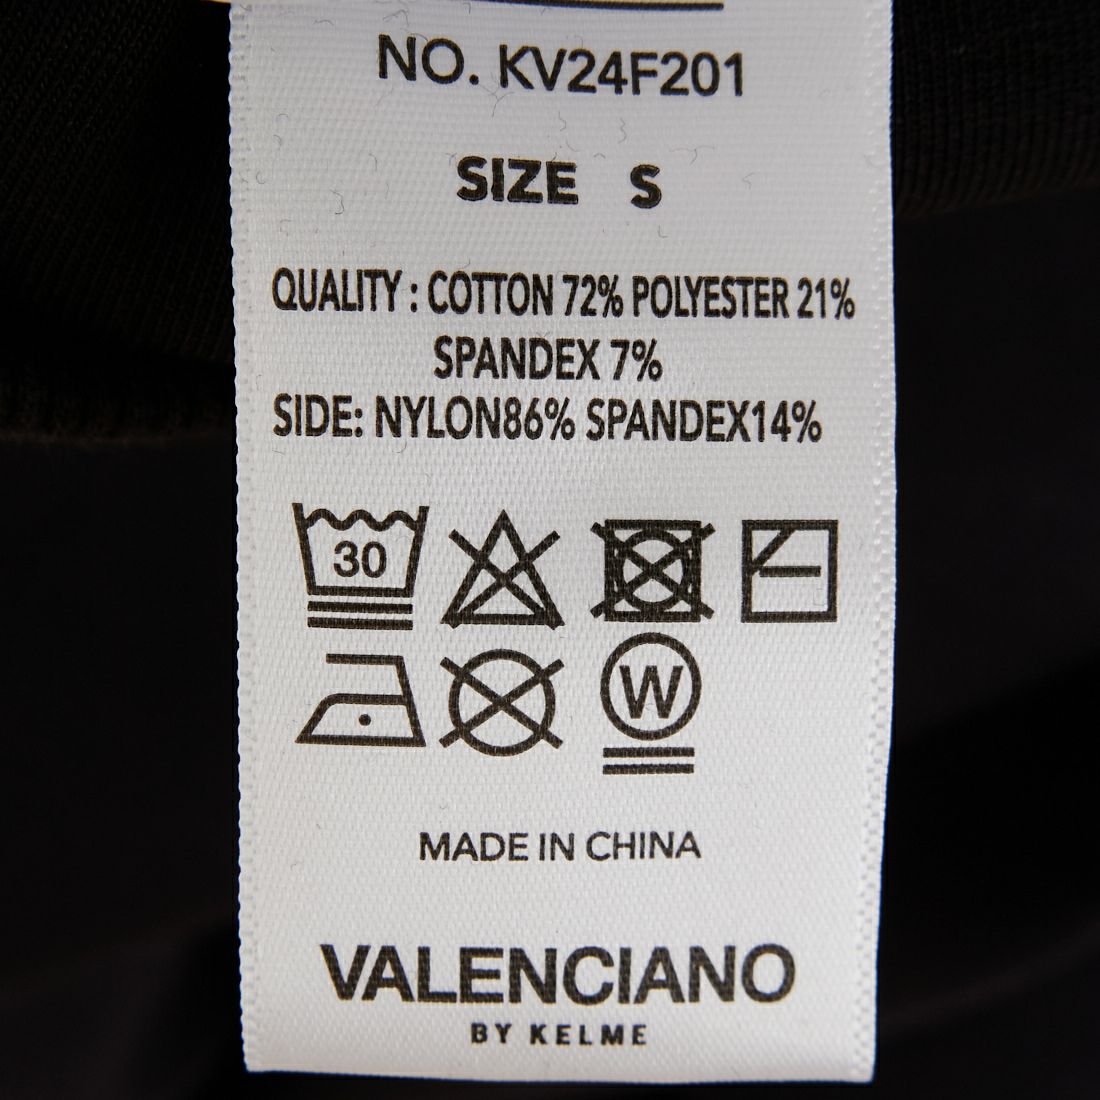 NO. KV24F201
SIZE S
QUALITY : COTTON 72% POLYESTER 21%
SPANDEX 7%
SIDE: NYLON86% SPANDEX14%
30
W
MADE IN CHINA
VALENCIANO
BY KELME